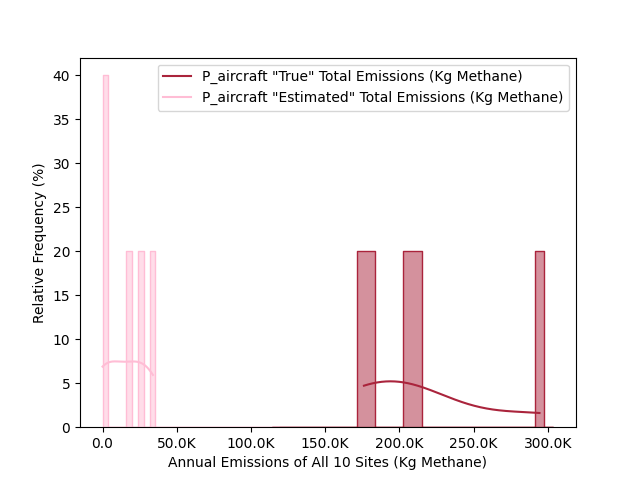 P_aircraft "True" Total Emissions (Kg Methane)
P_aircraft "Estimated" Total Emissions (Kg Methane)
40
35
30
25
20
15
10
5
0
Relative Frequency (%)
0.0 50.0K 100.0K 150.0K 200.0K 250.0K 300.0K
Annual Emissions of All 10 Sites (Kg Methane)